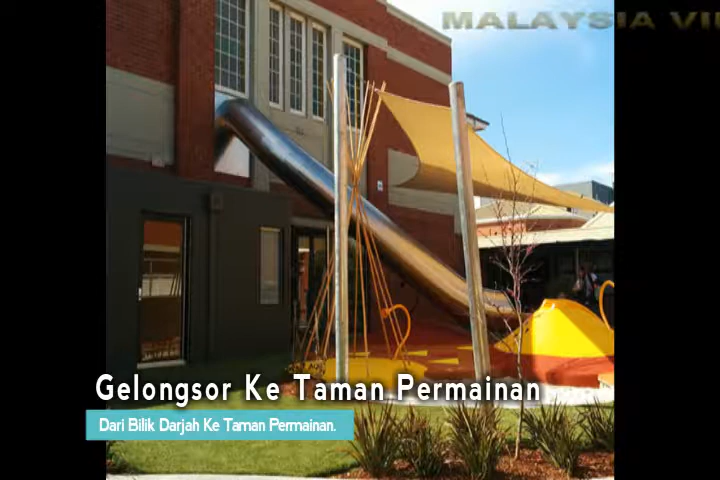 MALAYSIA VI
Gelongsor Ke Taman Permainan
Dari Bilik Darjah Ke Taman Permainan.